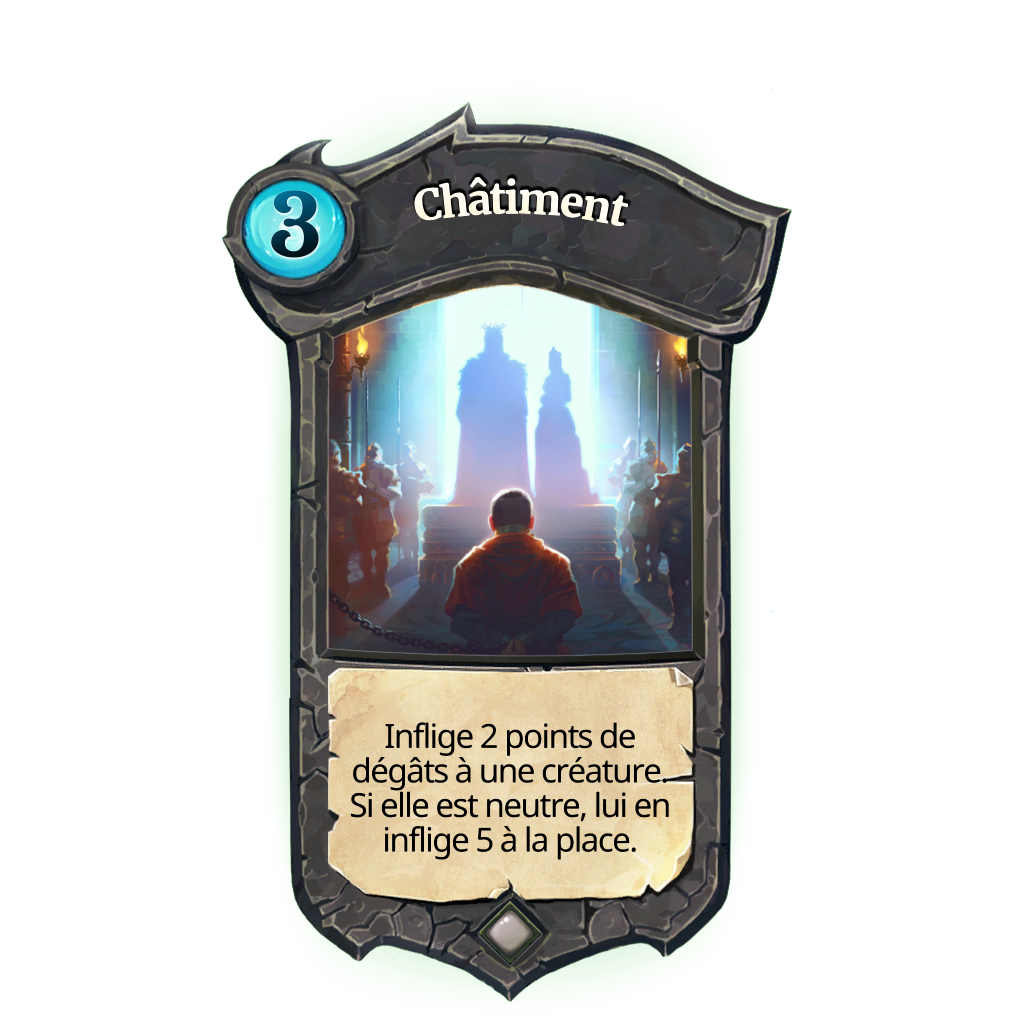 3
Châtiment
Inflige 2 points de
dégâts à une créature.
Si elle est neutre, lui en
inflige 5 à la place.